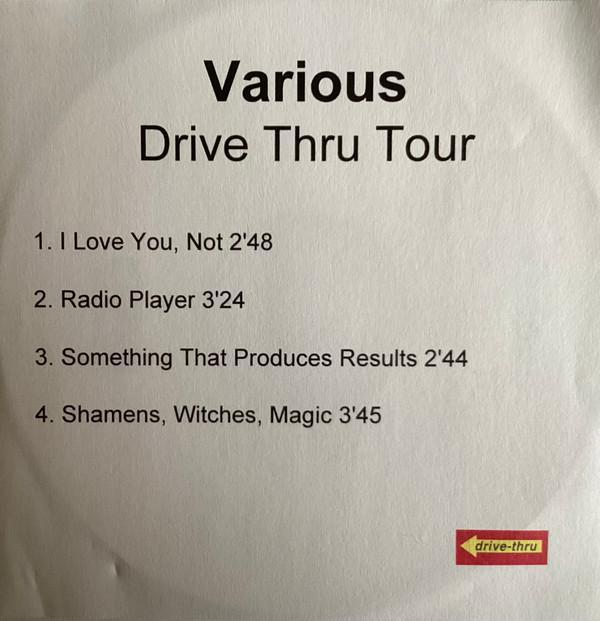 Various
Drive Thru Tour
1. I Love You, Not 2'48
2. Radio Player 3'24
3. Something That Produces Results 2'44
4. Shamens, Witches, Magic 3'45
drive-thru